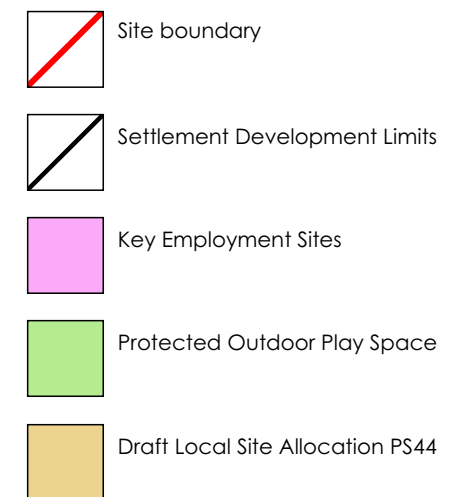 Site boundary
Settlement Development Limits
Key Employment Sites
Protected Outdoor Play Space
Draft Local Site Allocation PS44